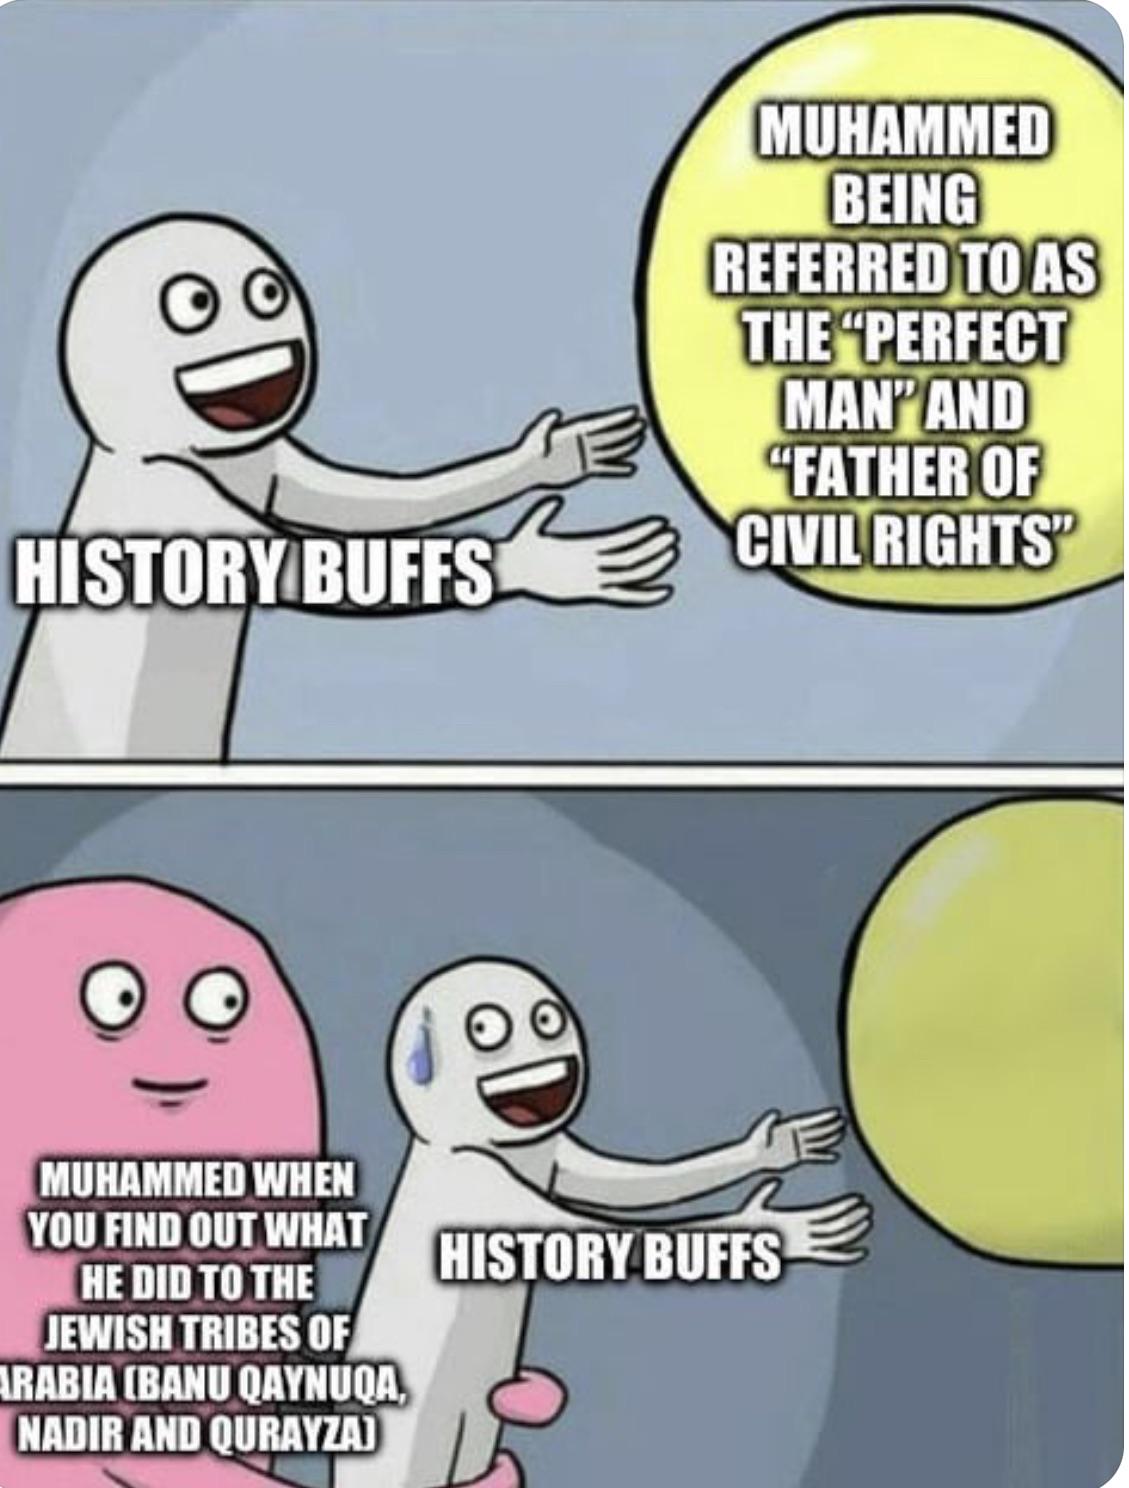 MUHAMMED
BEING
REFERRED TO AS
THE “PERFECT
MAN” AND
“FATHER OF
CIVIL RIGHTS”
HISTORY BUFFS
MUHAMMED WHEN
YOU FIND OUT WHAT
HE DID TO THE
JEWISH TRIBES OF
ARABIA (BANU QAYNUQA,
NADIR AND QURAYZA)
HISTORY BUFFS